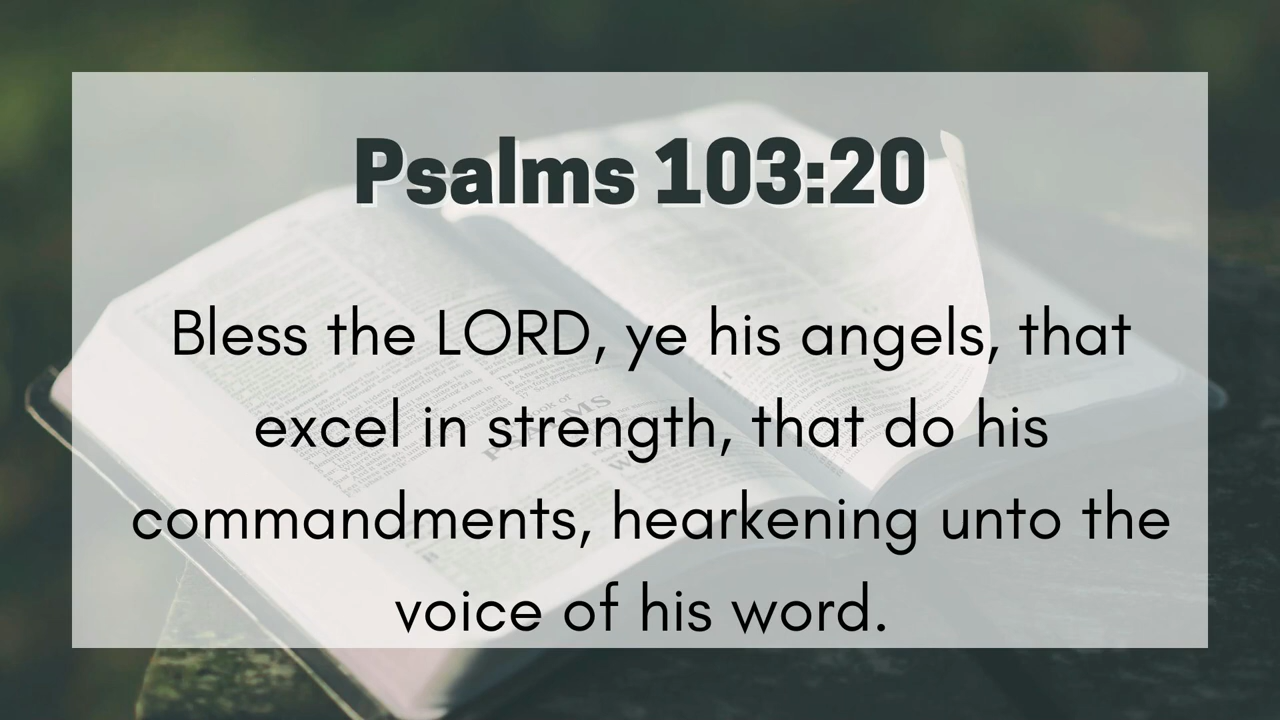 Psalms 103:20
Bless the LORD, ye his angels, that
excel in strength, that do his
commandments, hearkening unto the
voice of his word.
PSALMS